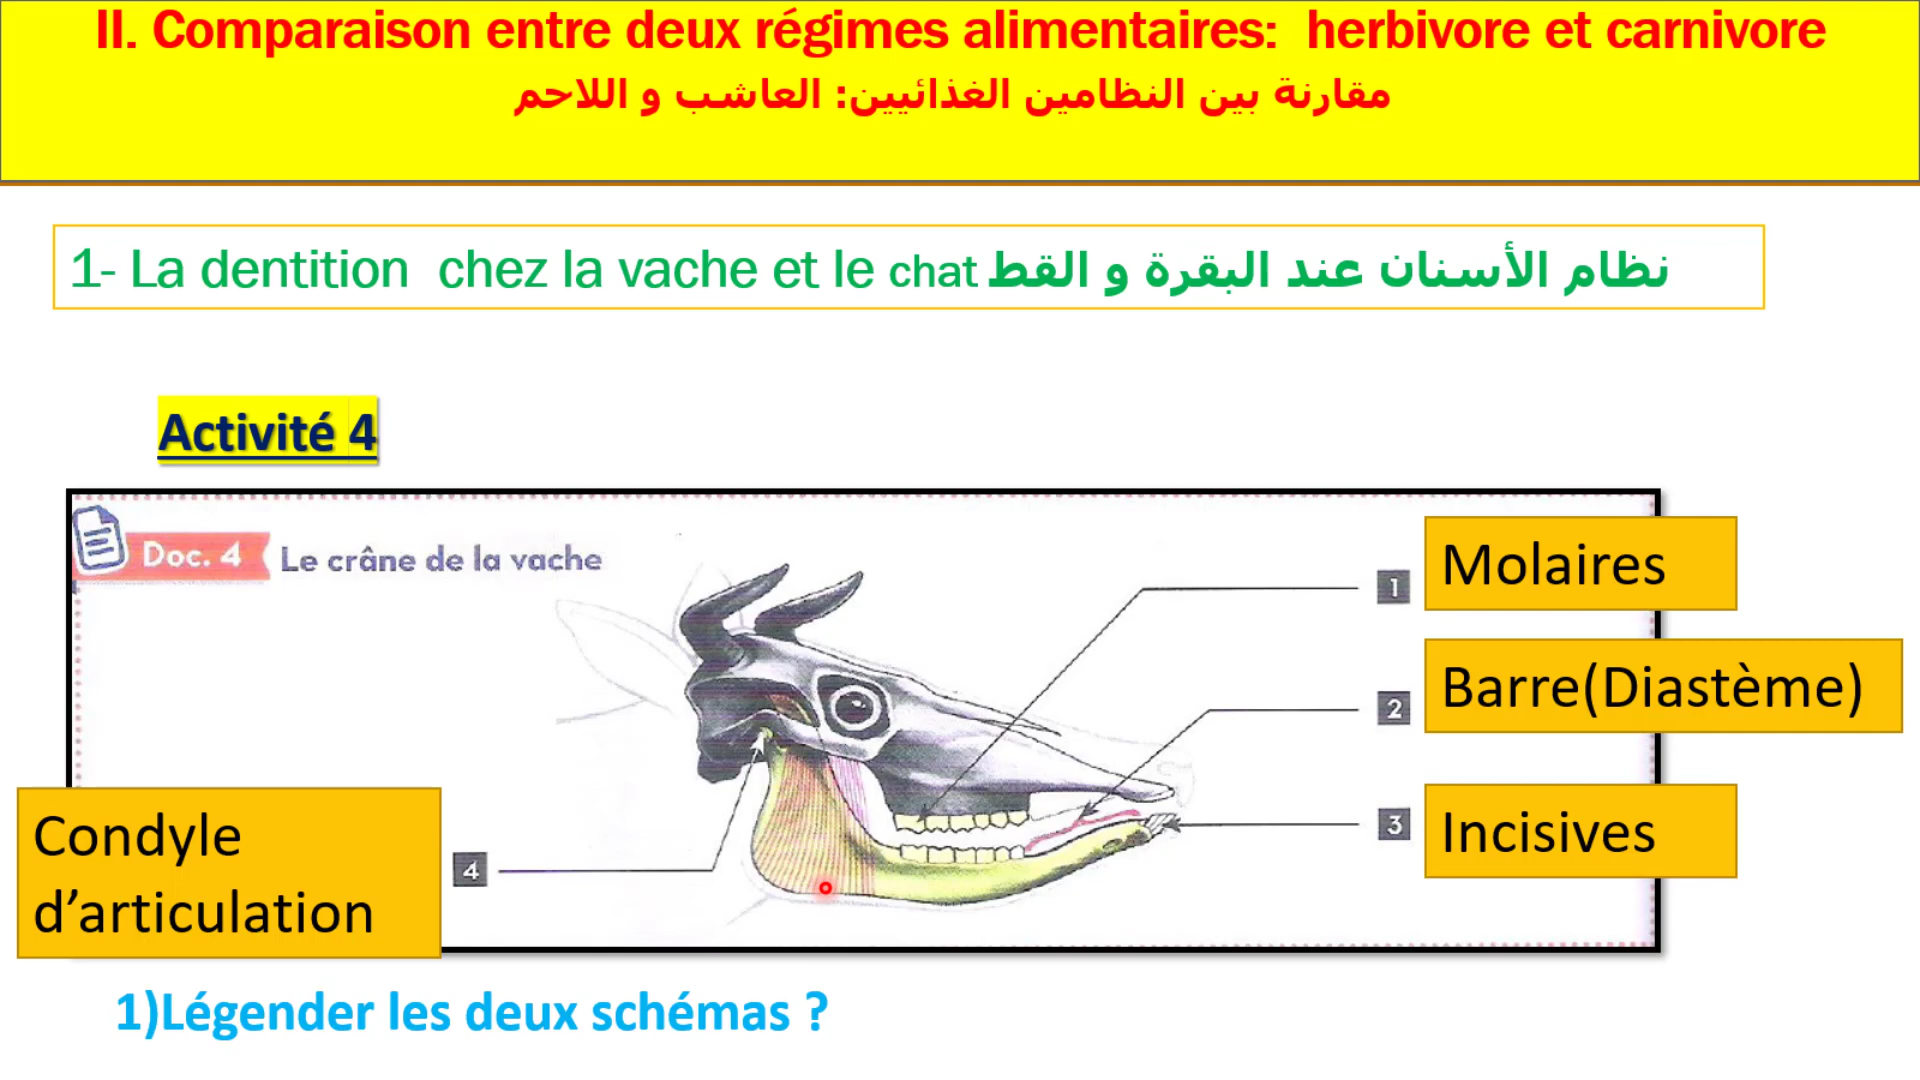 II. Comparaison entre deux régimes alimentaires: herbivore et carnivore
مقارنة بين النظامين الغذائيين: العاشب و اللاحم
1- La dentition chez la vache et le chat نظام الأسنان عند البقرة و القط
Activité 4
Doc. 4 Le crâne de la vache
1 Molaires
2 Barre(Diastème)
3 Incisives
4 Condyle
d’articulation
1)Légender les deux schémas ?